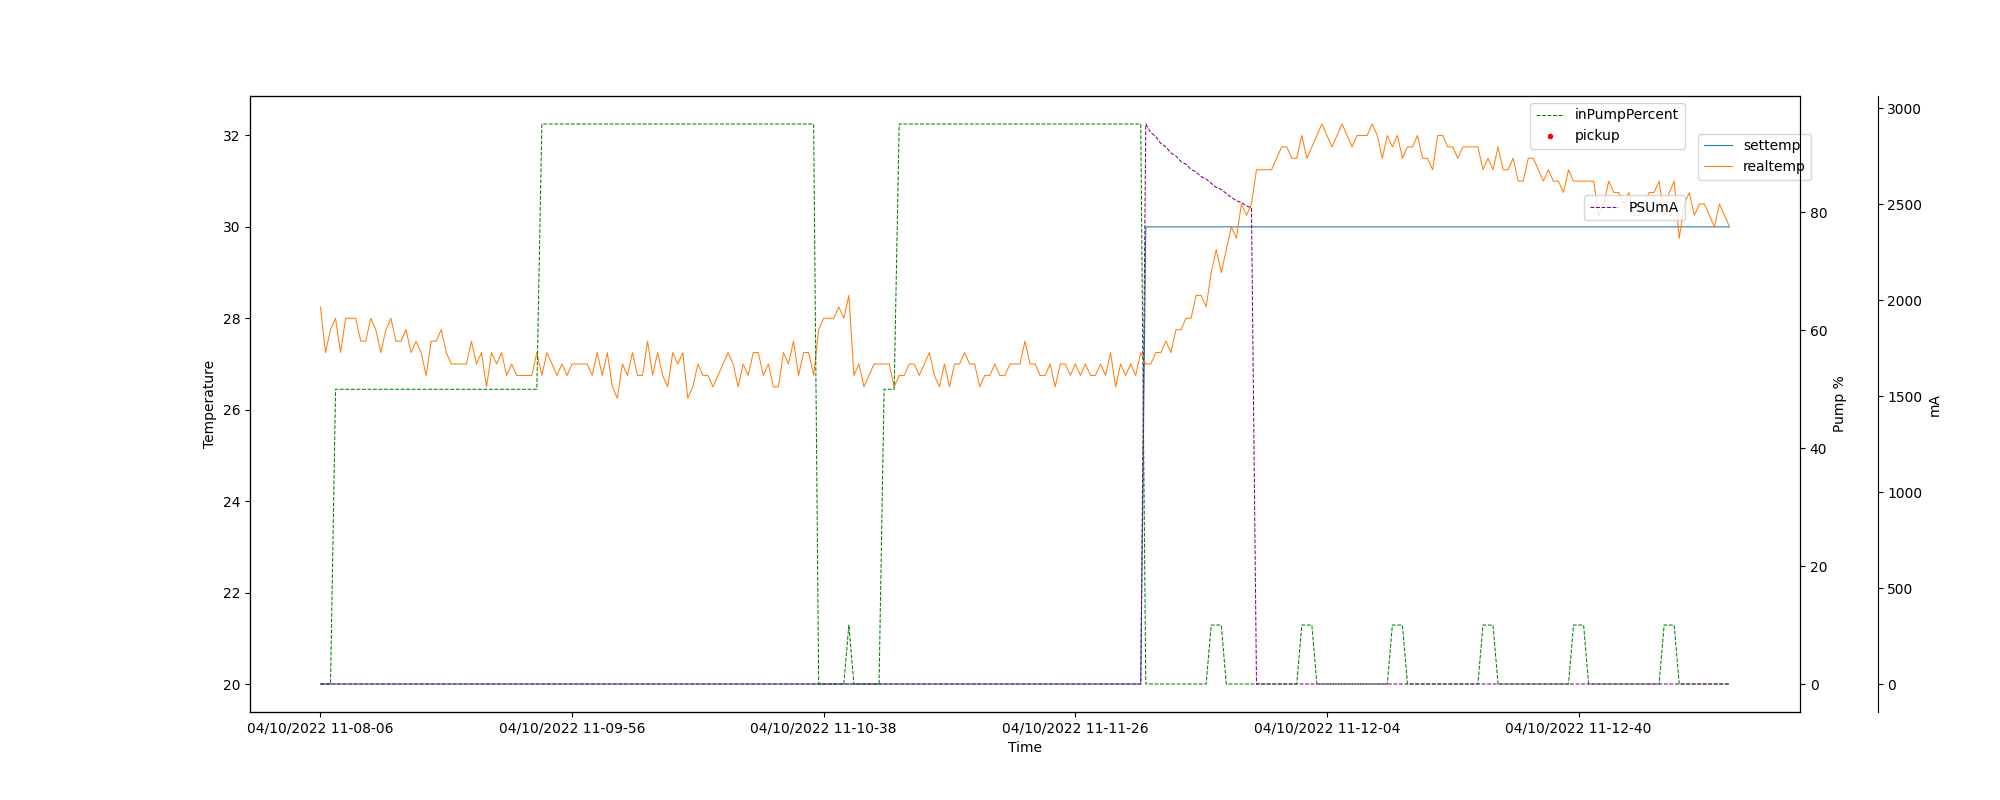 inPumpPercent
pickup
settemp
realtemp
PSUmA
Temperature
32
30
28
26
24
22
20
Pump %
80
60
40
20
0
mA
3000
2500
2000
1500
1000
500
0
04/10/2022 11-08-06
04/10/2022 11-09-56
04/10/2022 11-10-38
04/10/2022 11-11-26
04/10/2022 11-12-04
04/10/2022 11-12-40
Time